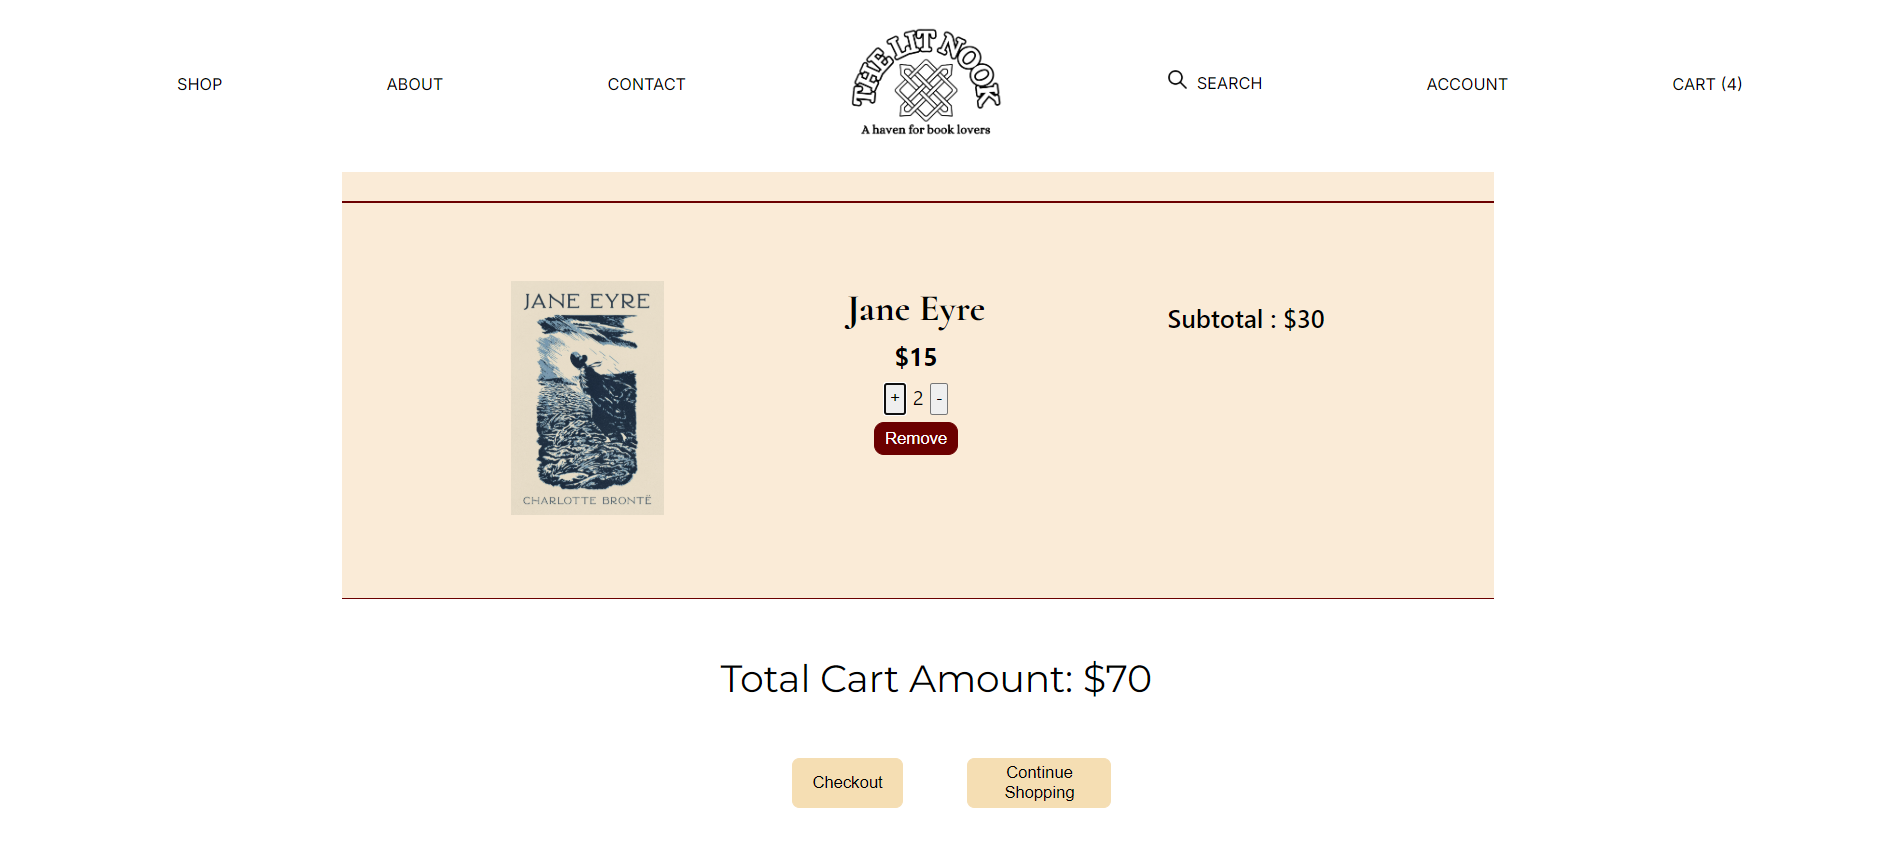 SHOP
ABOUT
CONTACT
THE LIT NOOK
A haven for book lovers
SEARCH
ACCOUNT
CART (4)
JANE EYRE
CHARLOTTE BRONTË
Jane Eyre
$15
+ 2 -
Remove
Subtotal : $30
Total Cart Amount: $70
Checkout
Continue
Shopping